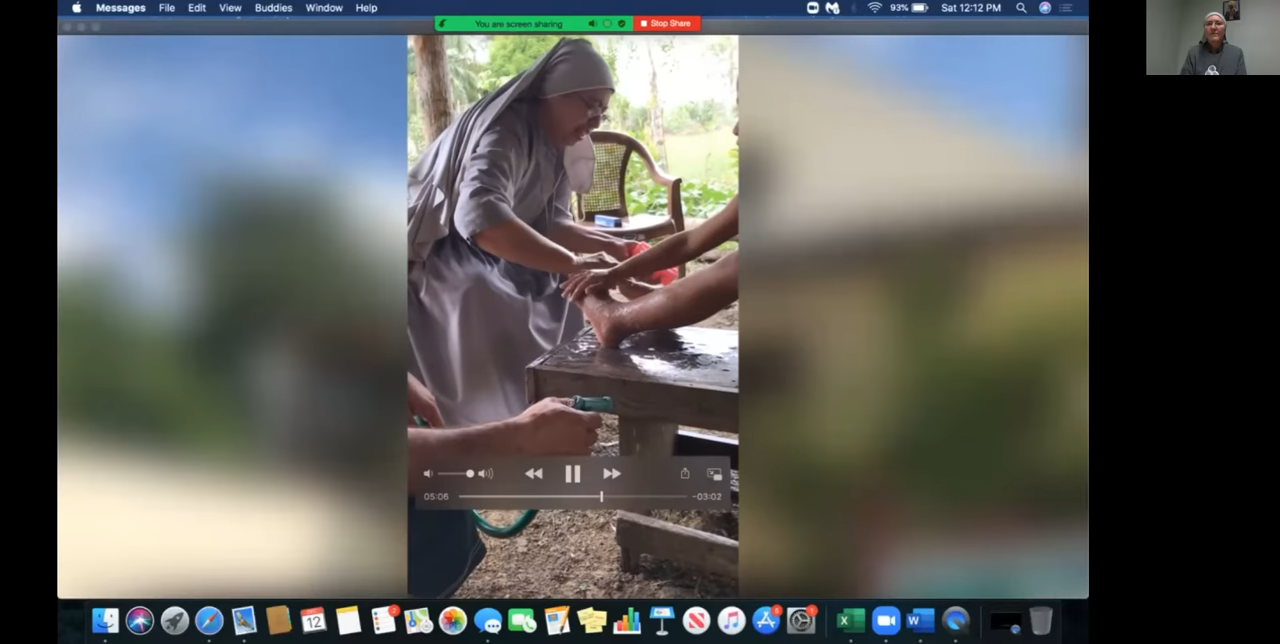 Messages File Edit View Buddies Window Help 93% Sat 12:12 PM
You are screen sharing Stop Share
05:06 -03:02
12
W